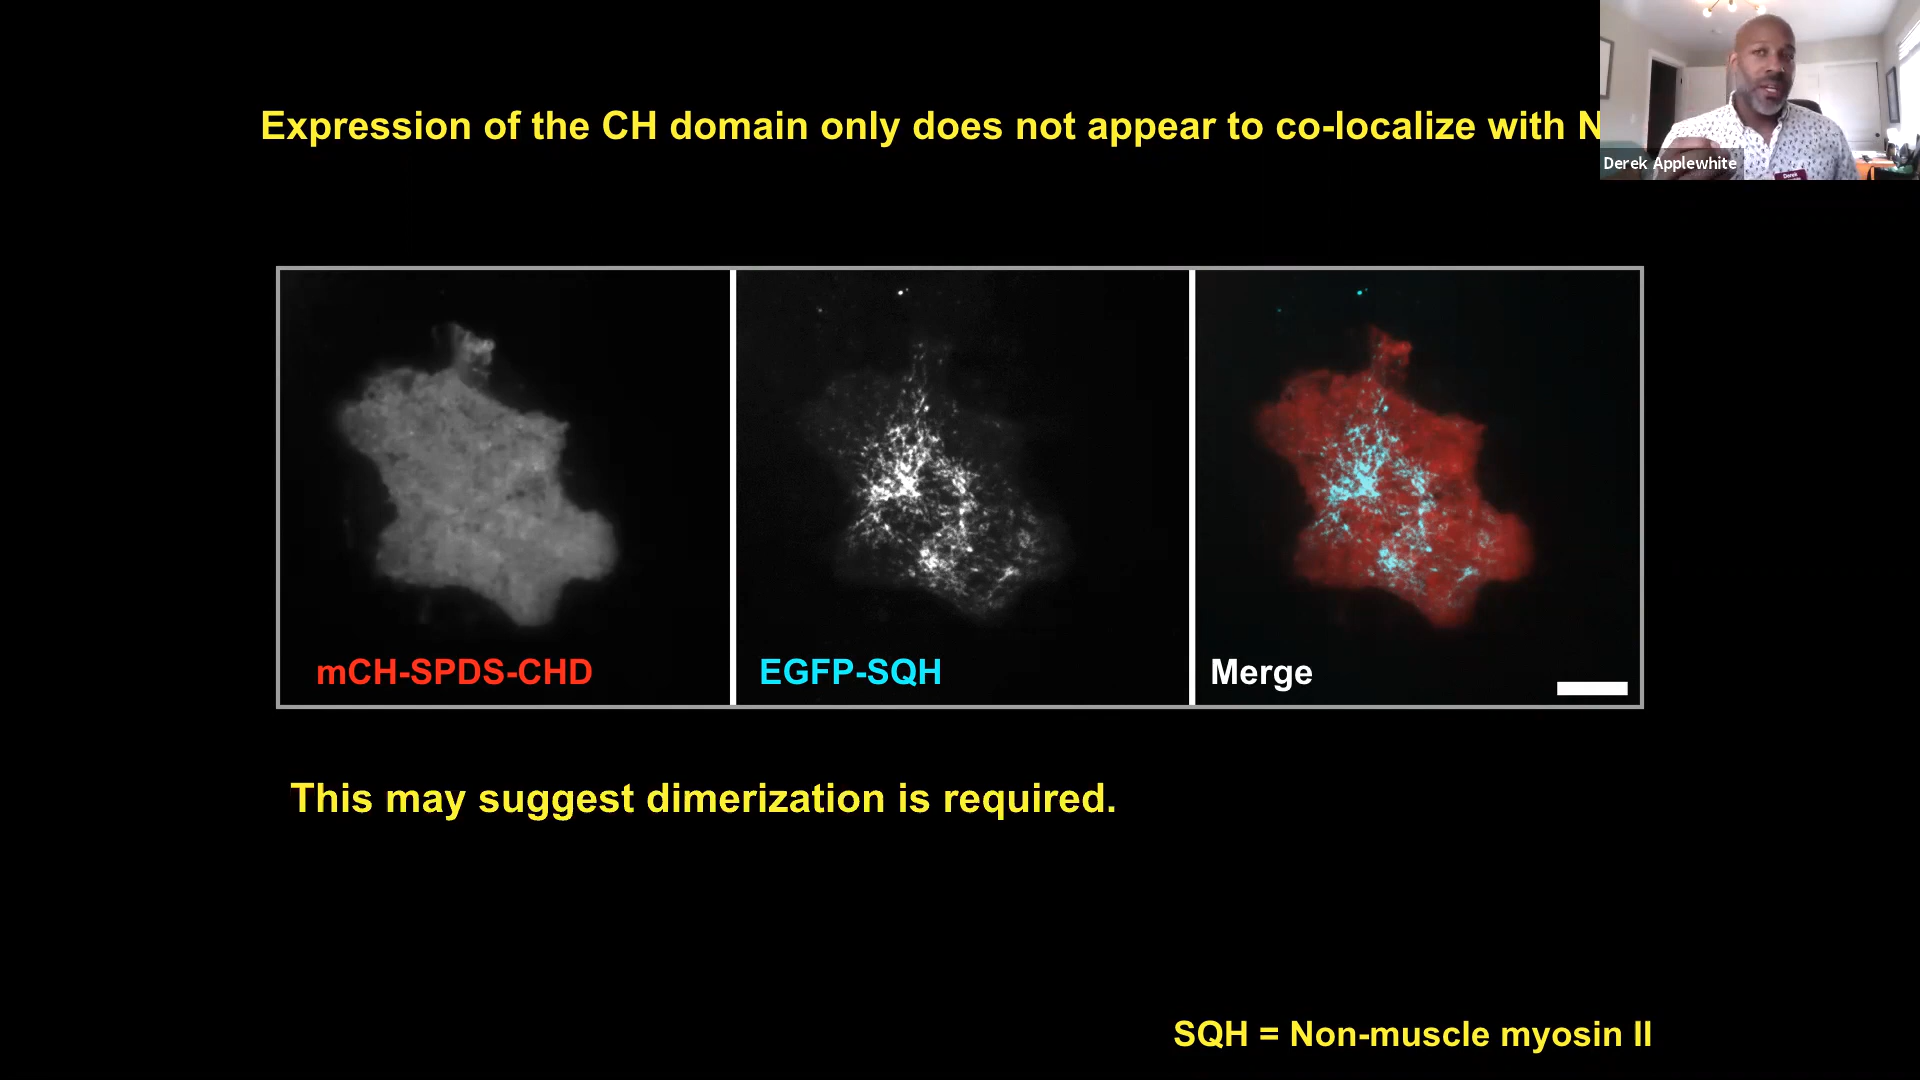 Expression of the CH domain only does not appear to co-localize with
Derek Applewhite
Derek
mCH-SPDS-CHD
EGFP-SQH
Merge
This may suggest dimerization is required.
SQH = Non-muscle myosin II